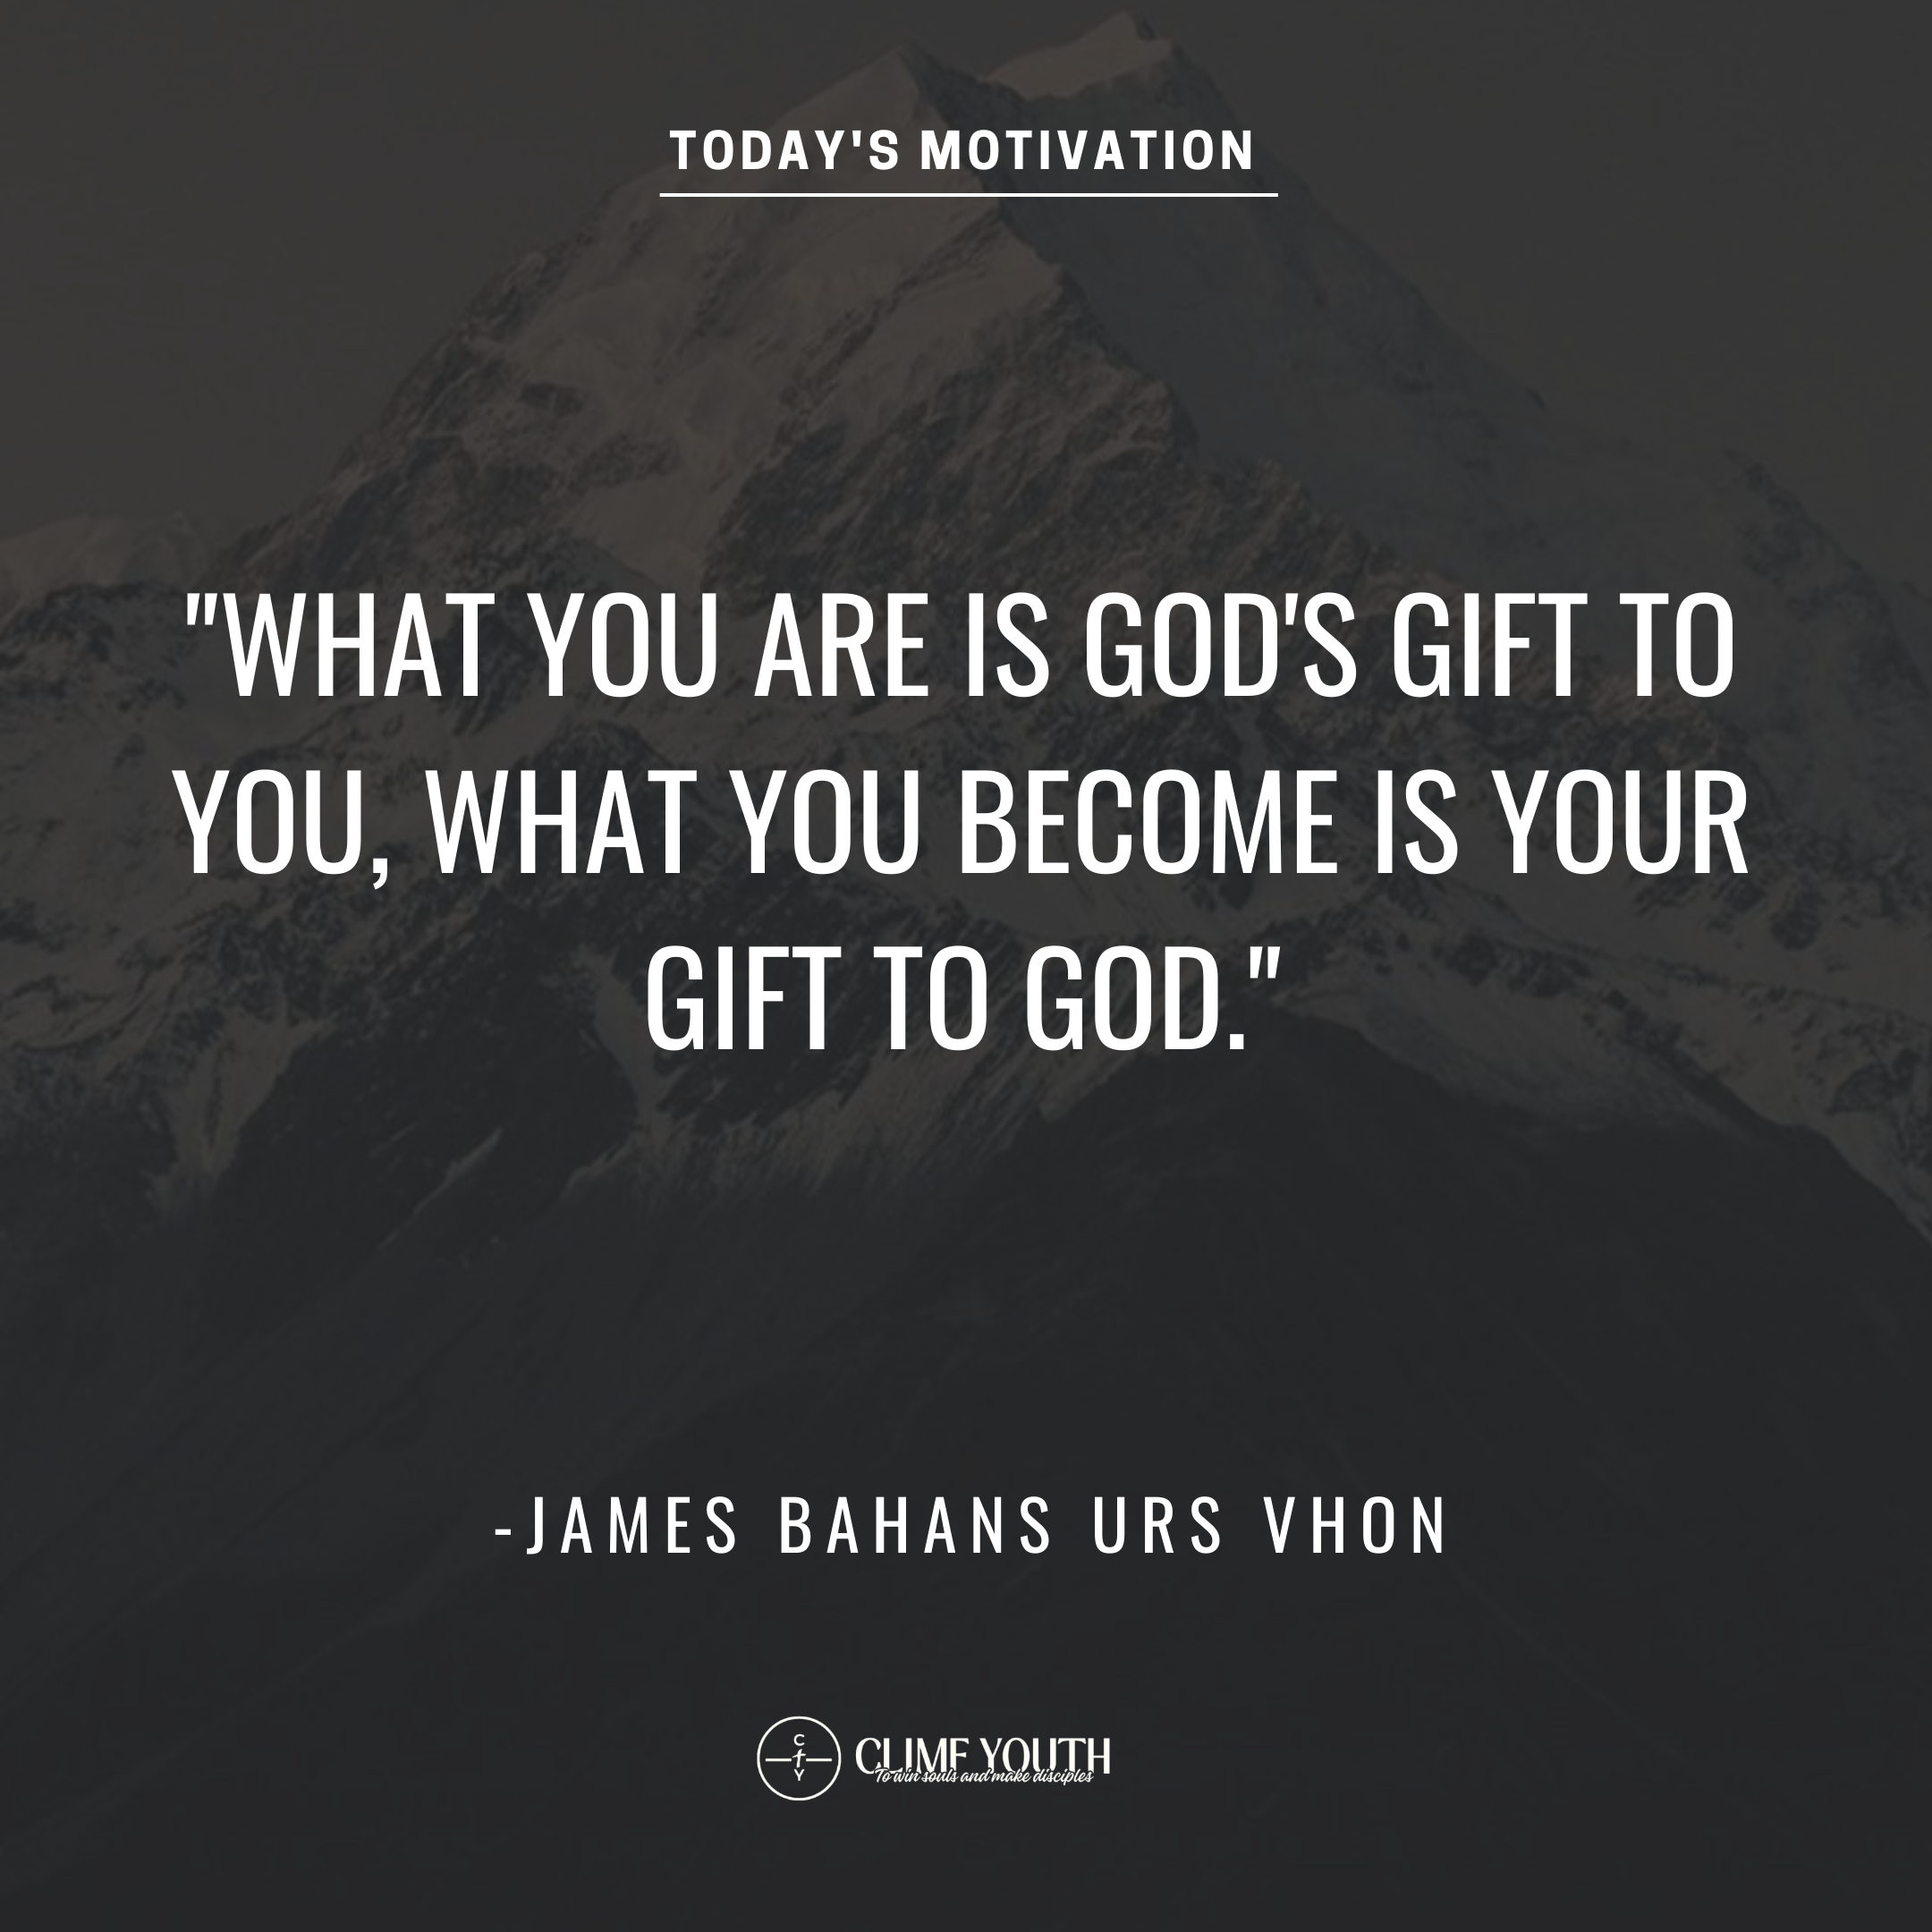 TODAY'S MOTIVATION
"WHAT YOU ARE IS GOD'S GIFT TO
YOU, WHAT YOU BECOME IS YOUR
GIFT TO GOD."
-JAMES BAHANS URS VHON
C
t
Y
CLIMF YOUTH
To win souls and make disciples